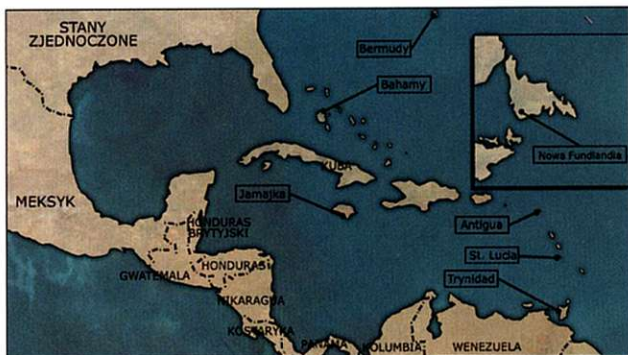 STANY
ZJEDNOCZONE
Bermudy
Bahamy
Nowa Fundlandia
KUBA
MEKSYK
Jamajka
HONDURAS
BRYTYJSKI
Antigua
St. Lucia
GWATEMALA
HONDURAS
Trynidad
NIKARAGUA
KOSTARYKA
PANAMA
KOLUMBIA
WENEZUELA